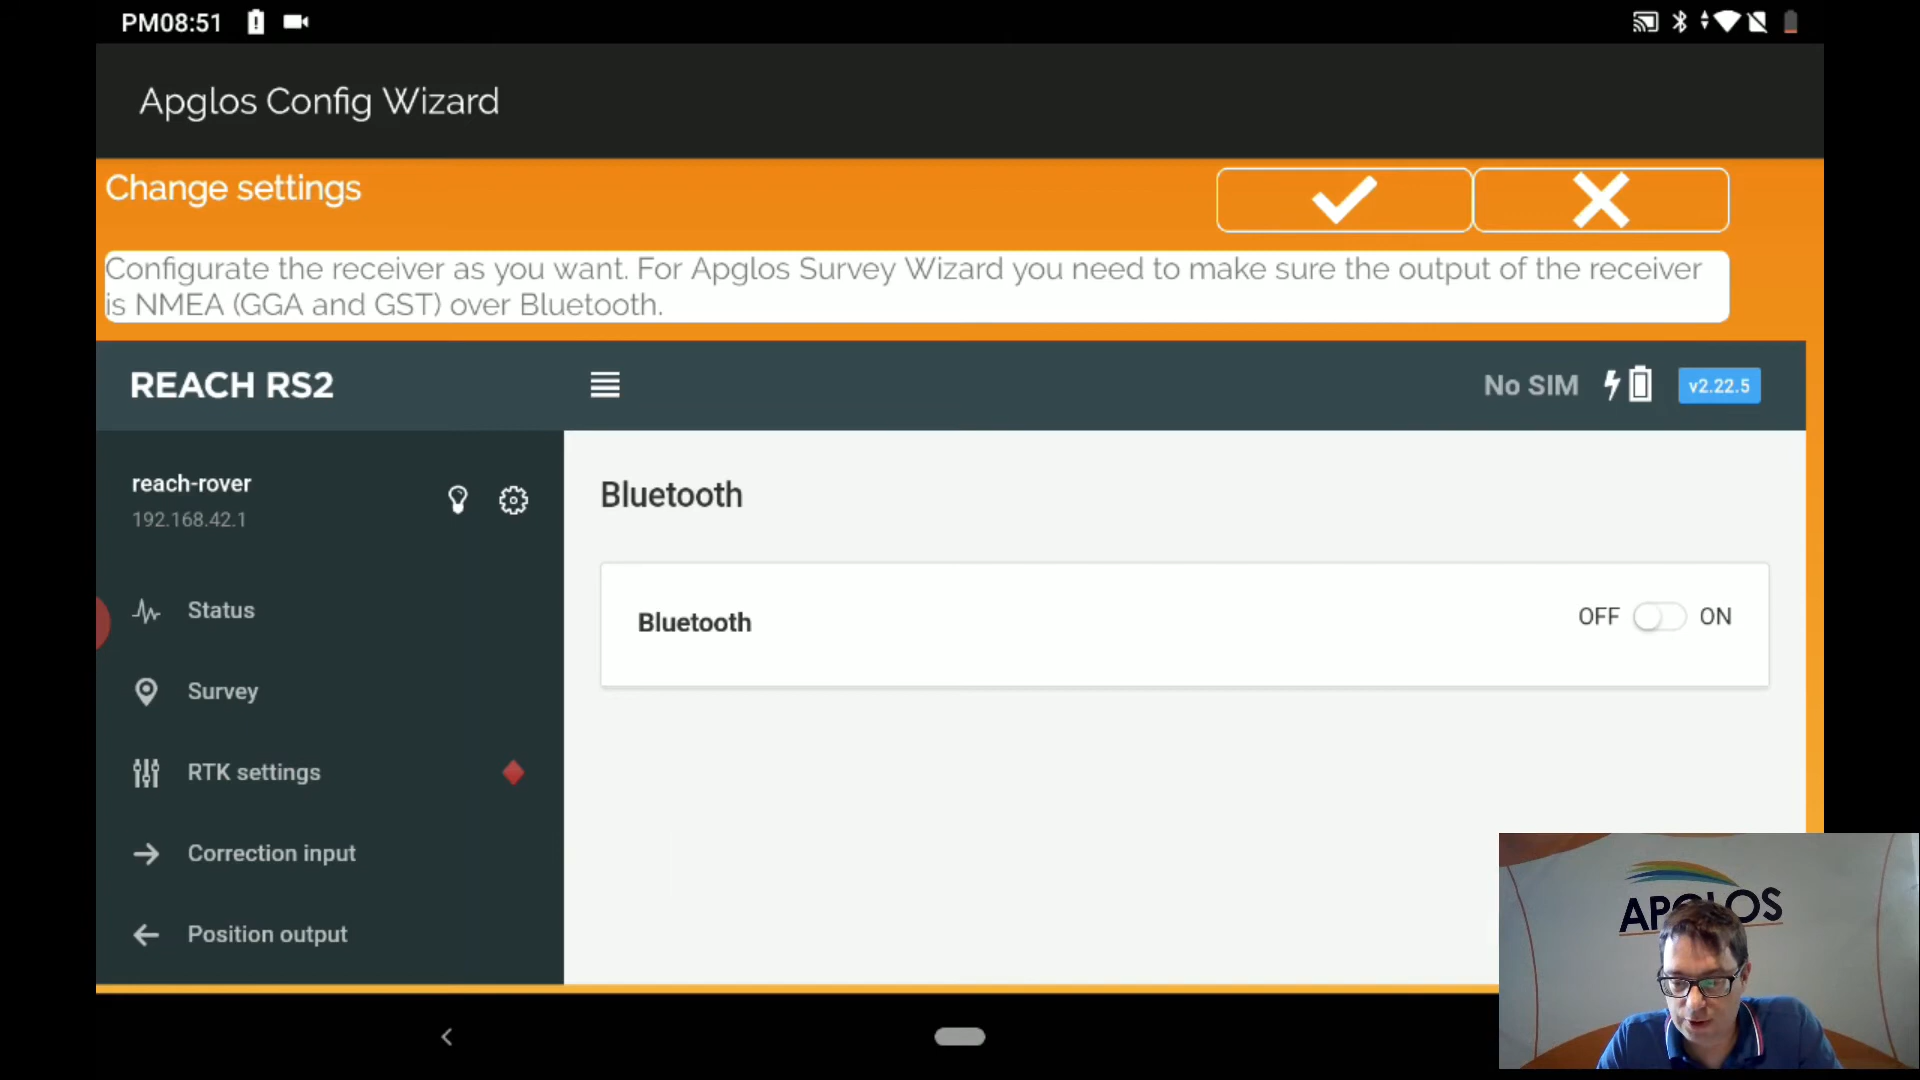 PM08:51
Apglos Config Wizard
Change settings
Configurate the receiver as you want. For Apglos Survey Wizard you need to make sure the output of the receiver
is NMEA (GGA and GST) over Bluetooth.
REACH RS2
No SIM
v2.22.5
reach-rover
192.168.42.1
Bluetooth
Bluetooth
OFF
ON
Status
Survey
RTK settings
Correction input
Position output
APGLOS